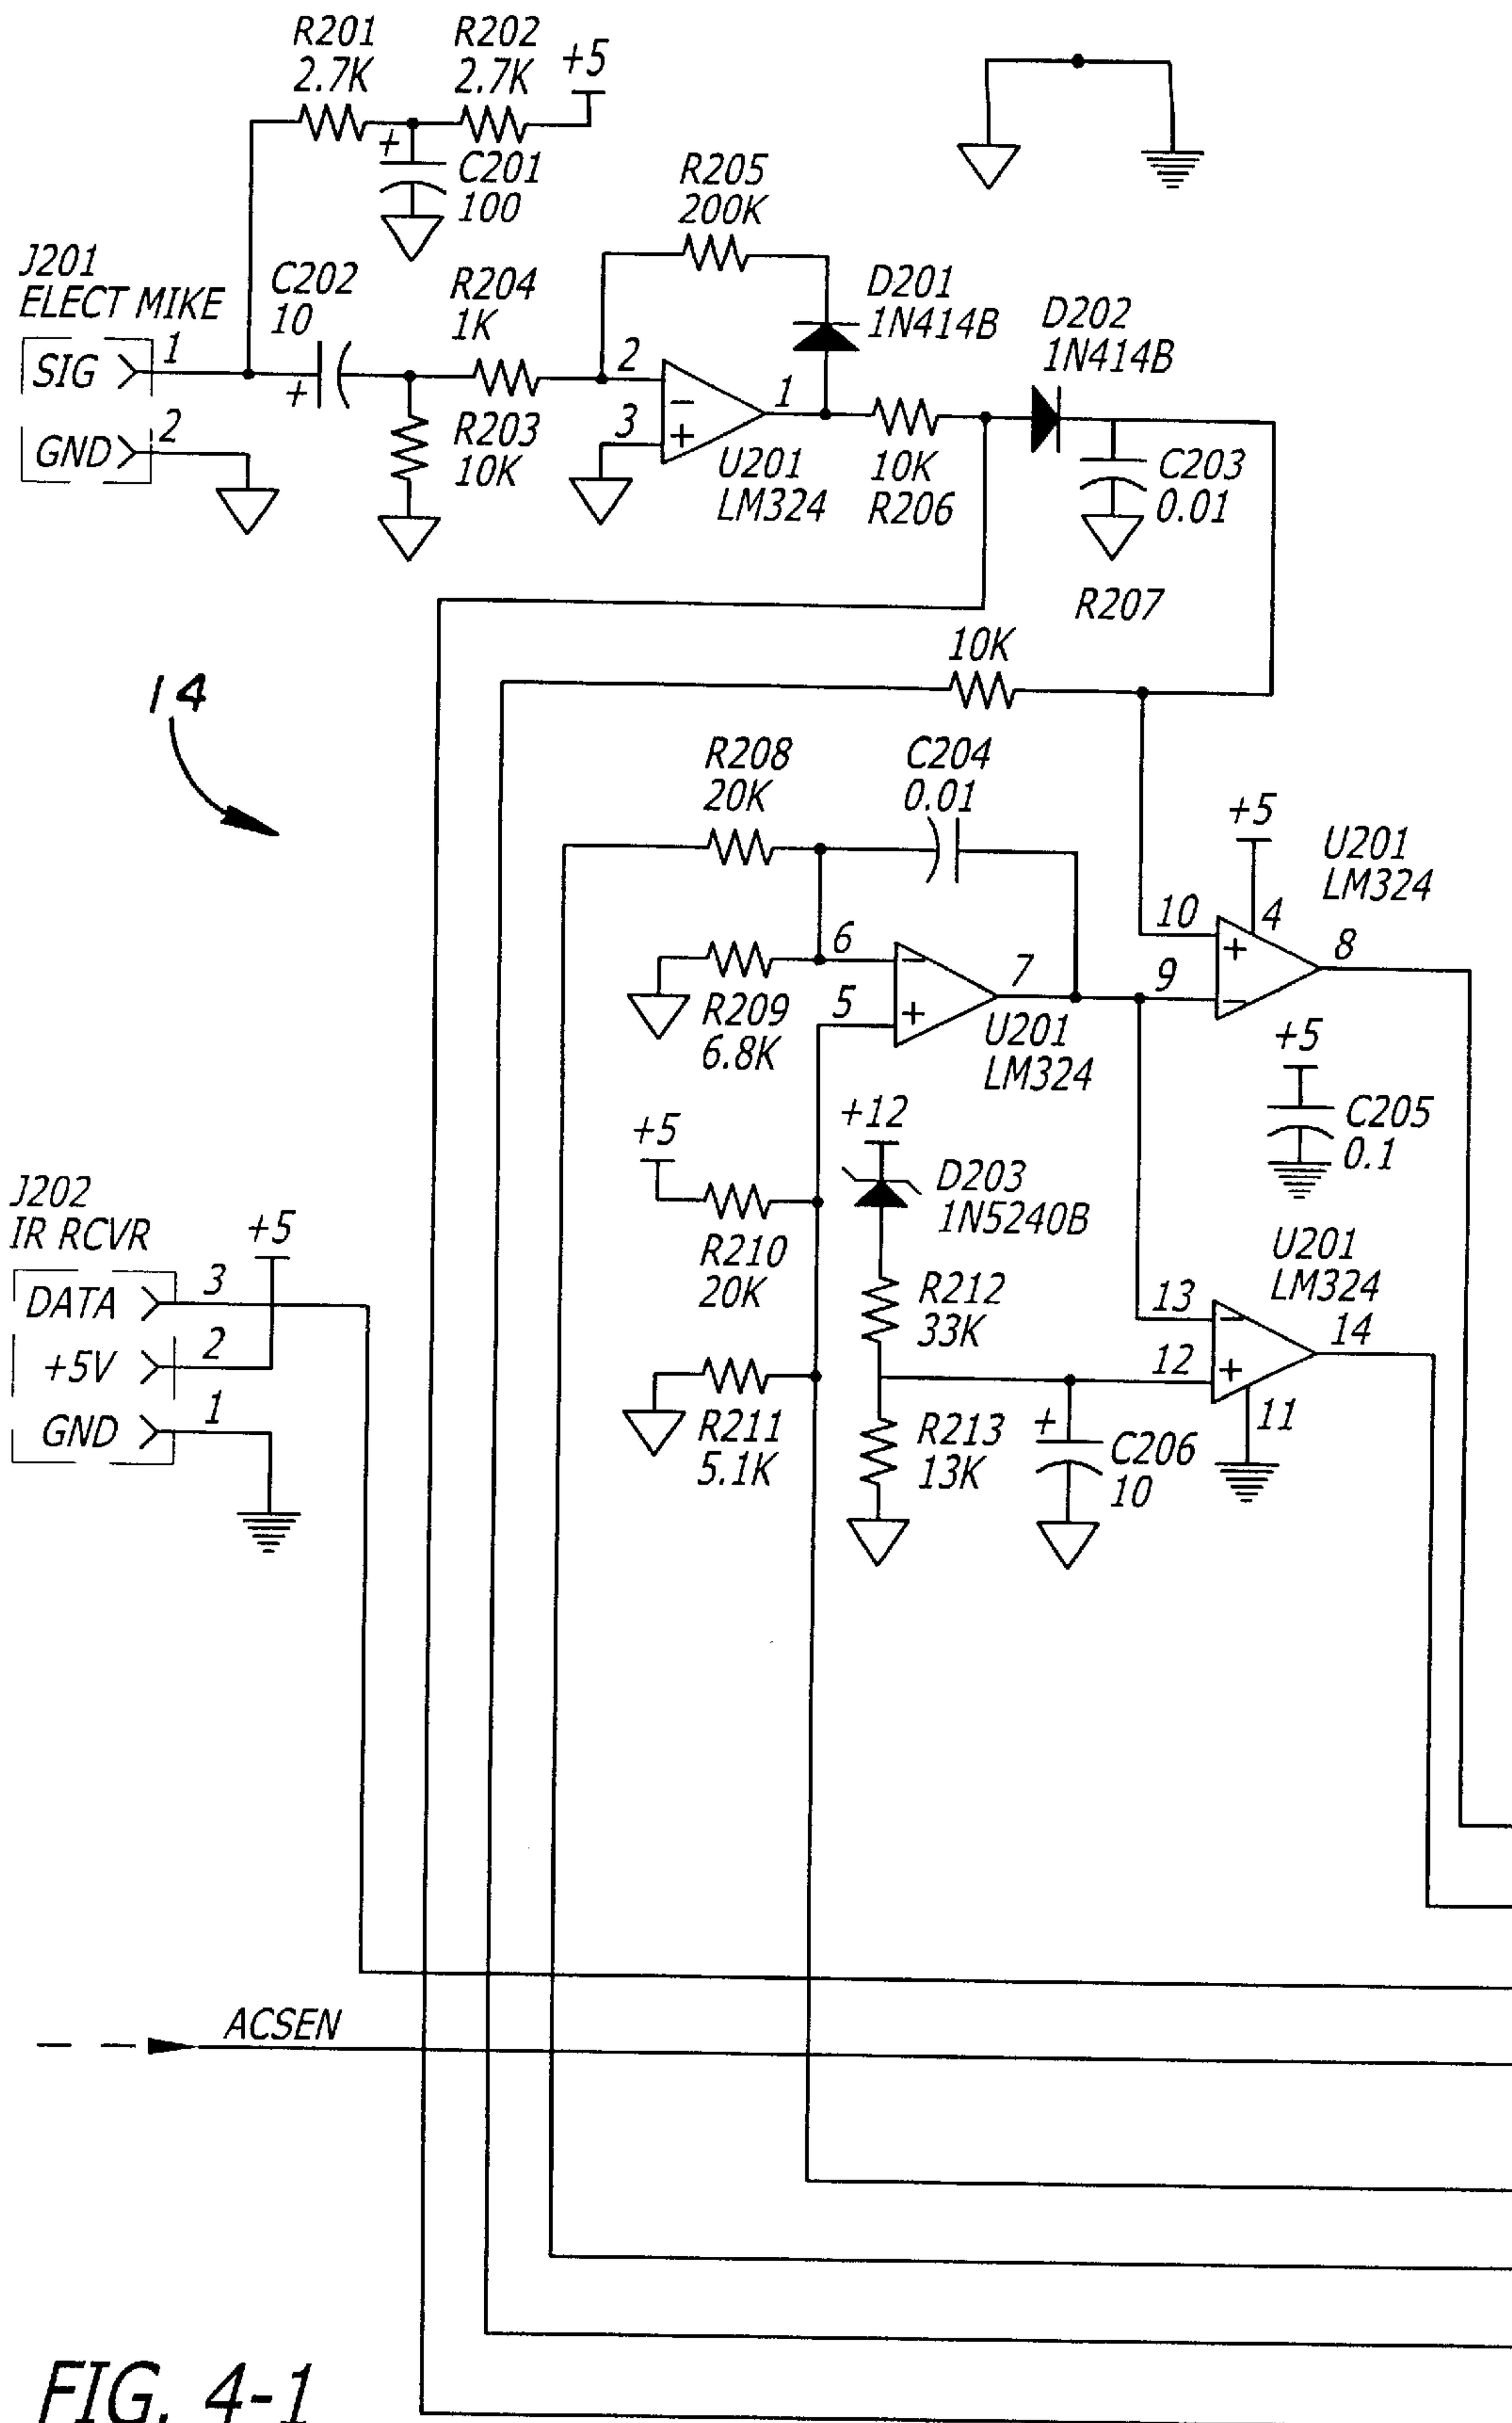 R201
2.7K
R202
2.7K
+5
+
C201
100
R205
200K
J201
ELECT MIKE
SIG
1
GND
2
C202
10
+
R204
1K
R203
10K
2
3
−
+
1
U201
LM324
D201
1N414B
D202
1N414B
10K
R206
C203
0.01
R207
10K
14
R208
20K
C204
0.01
+5
U201
LM324
10
4
+
8
9
−
6
−
7
5
+
R209
6.8K
U201
LM324
+5
C205
0.1
+5
+12
D203
1N5240B
R210
20K
J202
IR RCVR
+5
DATA
3
+5V
2
GND
1
R212
33K
U201
LM324
13
−
14
12
+
11
R211
5.1K
R213
13K
+
C206
10
ACSEN
FIG. 4-1